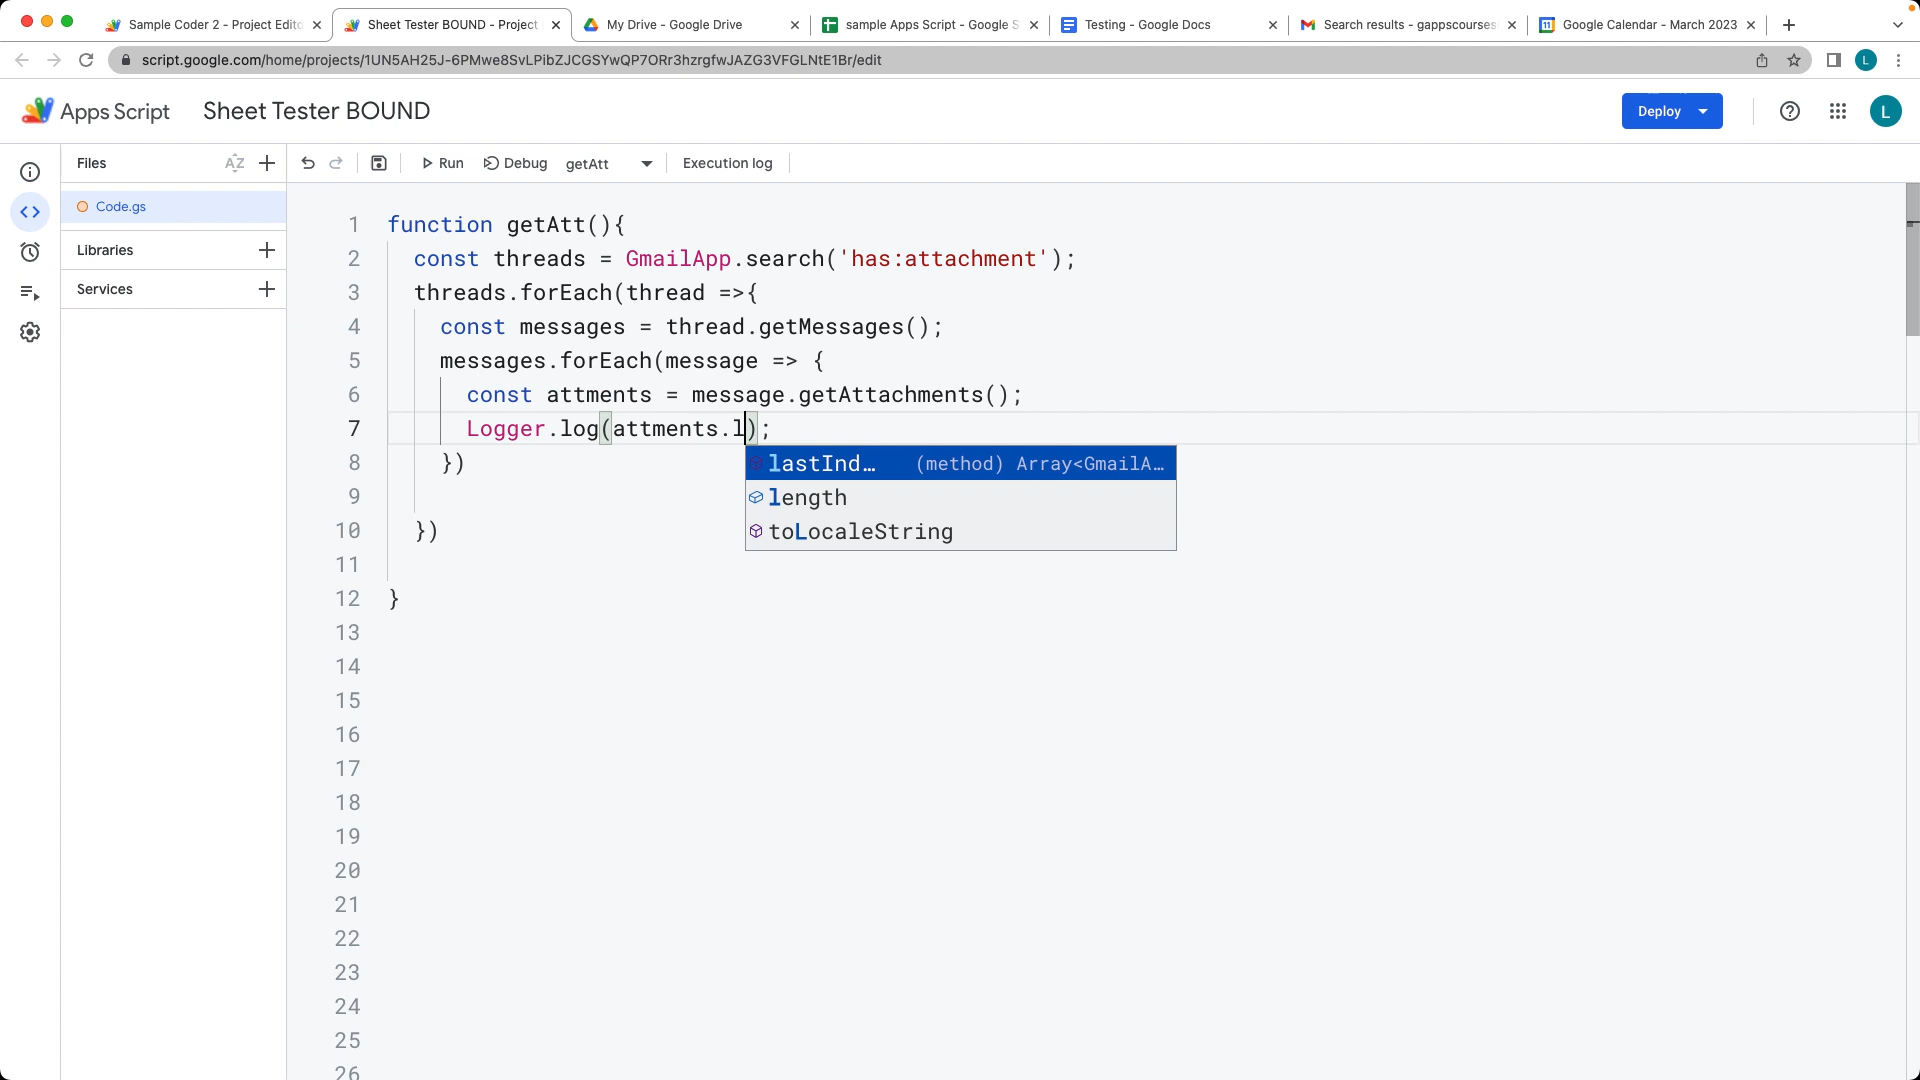 Sample Coder 2 - Project Edito
Sheet Tester BOUND - Project
My Drive - Google Drive
sample Apps Script - Google S
Testing - Google Docs
Search results - gappscourses
11
Google Calendar - March 2023
script.google.com/home/projects/1UN5AH25J-6PMwe8SvLPibZJCGSYwQP7ORr3hzrgfwJAZG3VFGLNtE1Br/edit
L
Apps Script
Sheet Tester BOUND
Deploy
L
Files
AZ
Run
Debug
getAtt
Execution log
Code.gs
Libraries
Services
1 function getAtt(){
2 const threads = GmailApp.search('has:attachment');
3 threads.forEach(thread =>{
4 const messages = thread.getMessages();
5 messages.forEach(message => {
6 const attments = message.getAttachments();
7 Logger.log(attments.l);
8 })
lastInd… (method) Array<GmailA…
9
length
10 })
toLocaleString
11
12 }
13
14
15
16
17
18
19
20
21
22
23
24
25
26